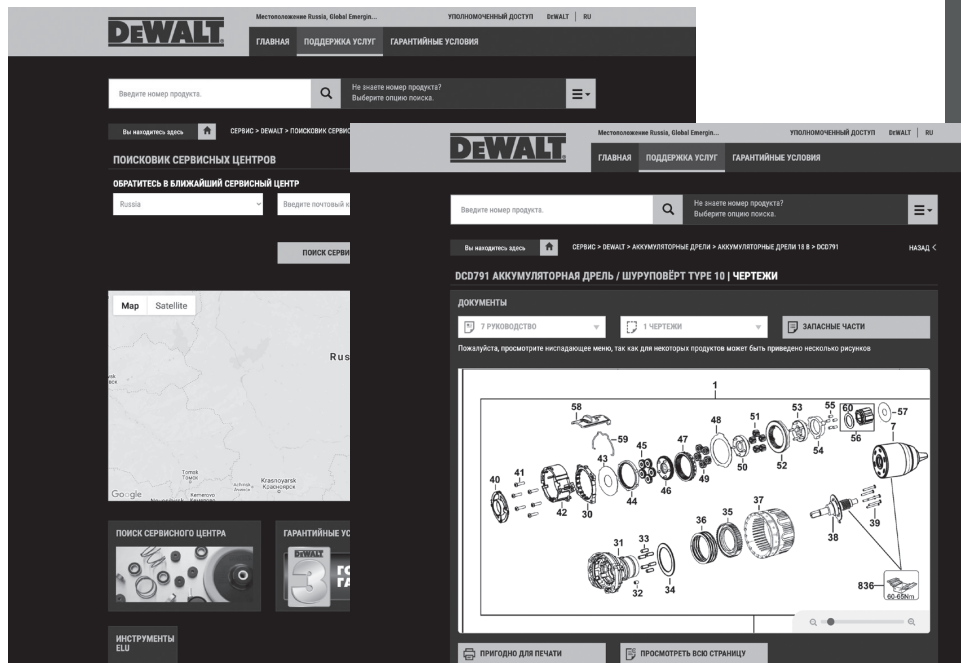 DEWALT
Местоположение Russia, Global Emergin...
УПОЛНОМОЧЕННЫЙ ДОСТУП DEWALT | RU
ГЛАВНАЯ ПОДДЕРЖКА УСЛУГ ГАРАНТИЙНЫЕ УСЛОВИЯ
Введите номер продукта.
Не знаете номер продукта?
Выберите опцию поиска.
Вы находитесь здесь
СЕРВИС > DEWALT > ПОИСКОВИК СЕРВИС
ПОИСКОВИК СЕРВИСНЫХ ЦЕНТРОВ
ОБРАТИТЕСЬ В БЛИЖАЙШИЙ СЕРВИСНЫЙ ЦЕНТР
Russia
Введите почтовый к
ПОИСК СЕРВИ
Map Satellite
Rus
Томск
Томск
Achinsk
Krasnoyarsk
Красноярск
Kemerovo
Google
ПОИСК СЕРВИСНОГО ЦЕНТРА
ГАРАНТИЙНЫЕ УС
DEWALT
3
ГО
ГА
ИНСТРУМЕНТЫ
ELU
DEWALT
Местоположение Russia, Global Emergin...
УПОЛНОМОЧЕННЫЙ ДОСТУП DEWALT | RU
ГЛАВНАЯ ПОДДЕРЖКА УСЛУГ ГАРАНТИЙНЫЕ УСЛОВИЯ
Введите номер продукта.
Не знаете номер продукта?
Выберите опцию поиска.
Вы находитесь здесь
СЕРВИС > DEWALT > АККУМУЛЯТОРНЫЕ ДРЕЛИ > АККУМУЛЯТОРНЫЕ ДРЕЛИ 18 В > DCD791
НАЗАД <
DCD791 АККУМУЛЯТОРНАЯ ДРЕЛЬ / ШУРУПОВЁРТ TYPE 10 | ЧЕРТЕЖИ
ДОКУМЕНТЫ
7 РУКОВОДСТВО
1 ЧЕРТЕЖИ
ЗАПАСНЫЕ ЧАСТИ
Пожалуйста, просмотрите ниспадающее меню, так как для некоторых продуктов может быть приведено несколько рисунков
1
58
59
55
53
60
57
7
51
48
47
45
43
41
40
56
54
52
50
49
46
44
30
42
37
35
36
39
38
33
31
34
32
836
60-65Nm
ПРИГОДНО ДЛЯ ПЕЧАТИ
ПРОСМОТРЕТЬ ВСЮ СТРАНИЦУ